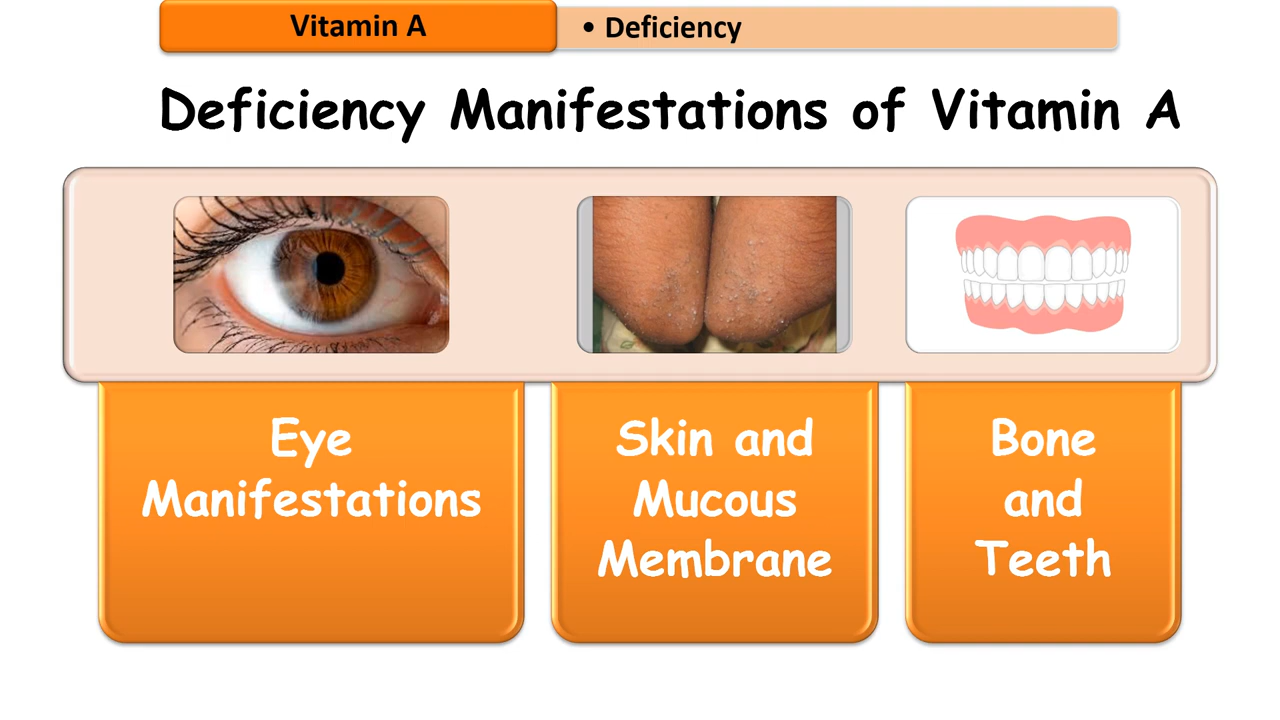 Vitamin A
• Deficiency
Deficiency Manifestations of Vitamin A
Eye
Manifestations
Skin and
Mucous
Membrane
Bone
and
Teeth